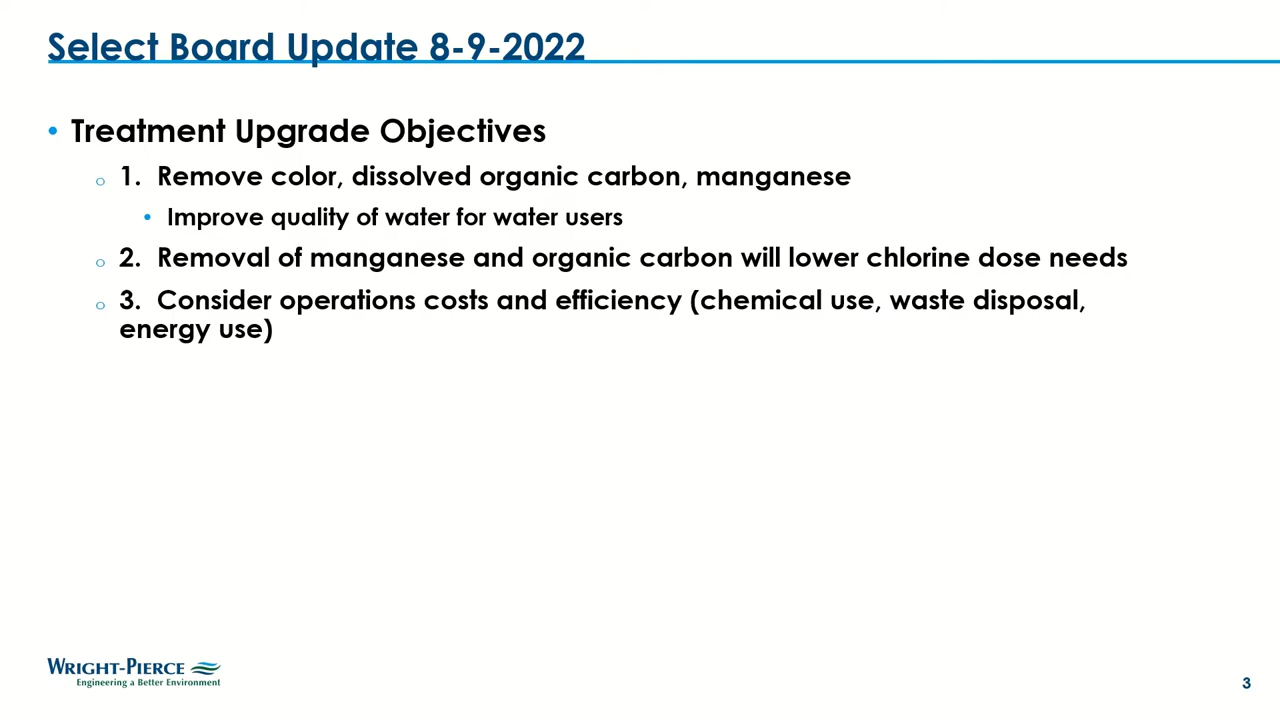 Select Board Update 8-9-2022
• Treatment Upgrade Objectives
o 1. Remove color, dissolved organic carbon, manganese
• Improve quality of water for water users
o 2. Removal of manganese and organic carbon will lower chlorine dose needs
o 3. Consider operations costs and efficiency (chemical use, waste disposal,
energy use)
WRIGHT-PIERCE
Engineering a Better Environment
3